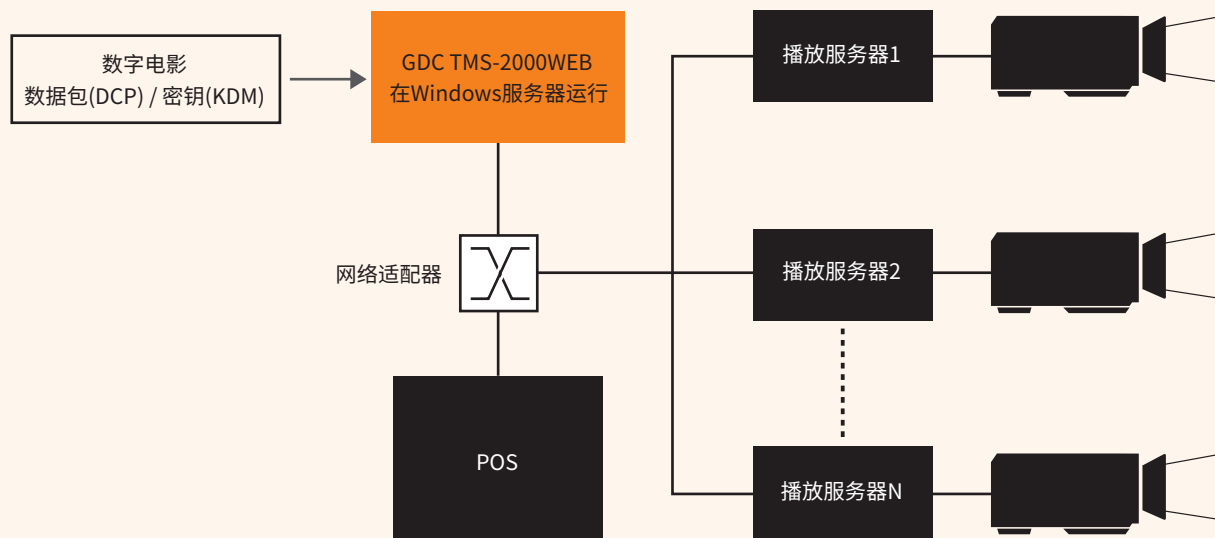 数字电影
数据包(DCP) / 密钥(KDM)
GDC TMS-2000WEB
在Windows服务器运行
播放服务器1
网络适配器
播放服务器2
POS
播放服务器N